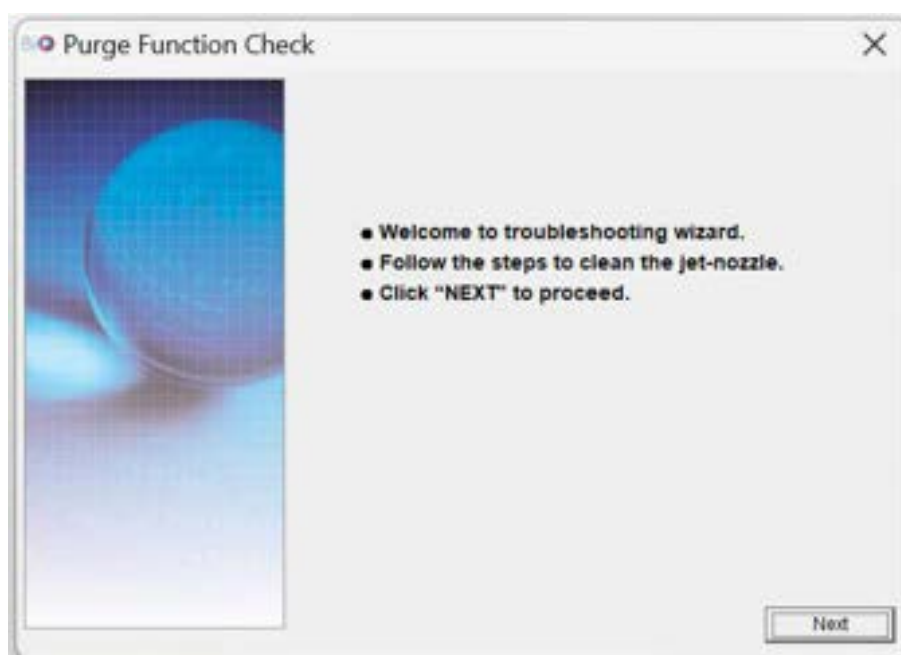 Purge Function Check
● Welcome to troubleshooting wizard.
● Follow the steps to clean the jet-nozzle.
● Click "NEXT" to proceed.
Next